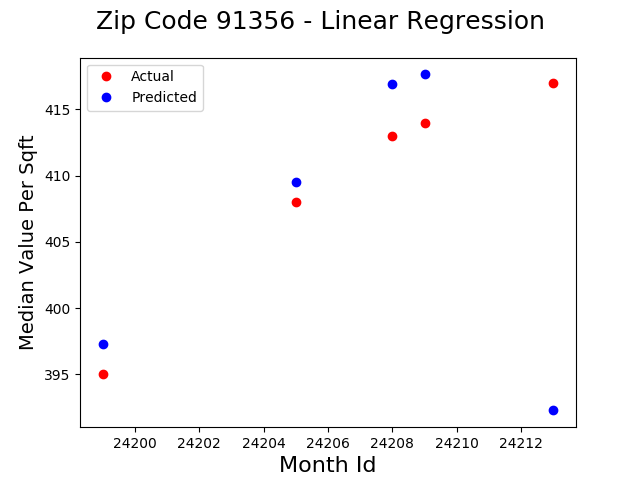 Zip Code 91356 - Linear Regression
Actual
Predicted
Median Value Per Sqft
415
410
405
400
395
24200 24202 24204 24206 24208 24210 24212
Month Id